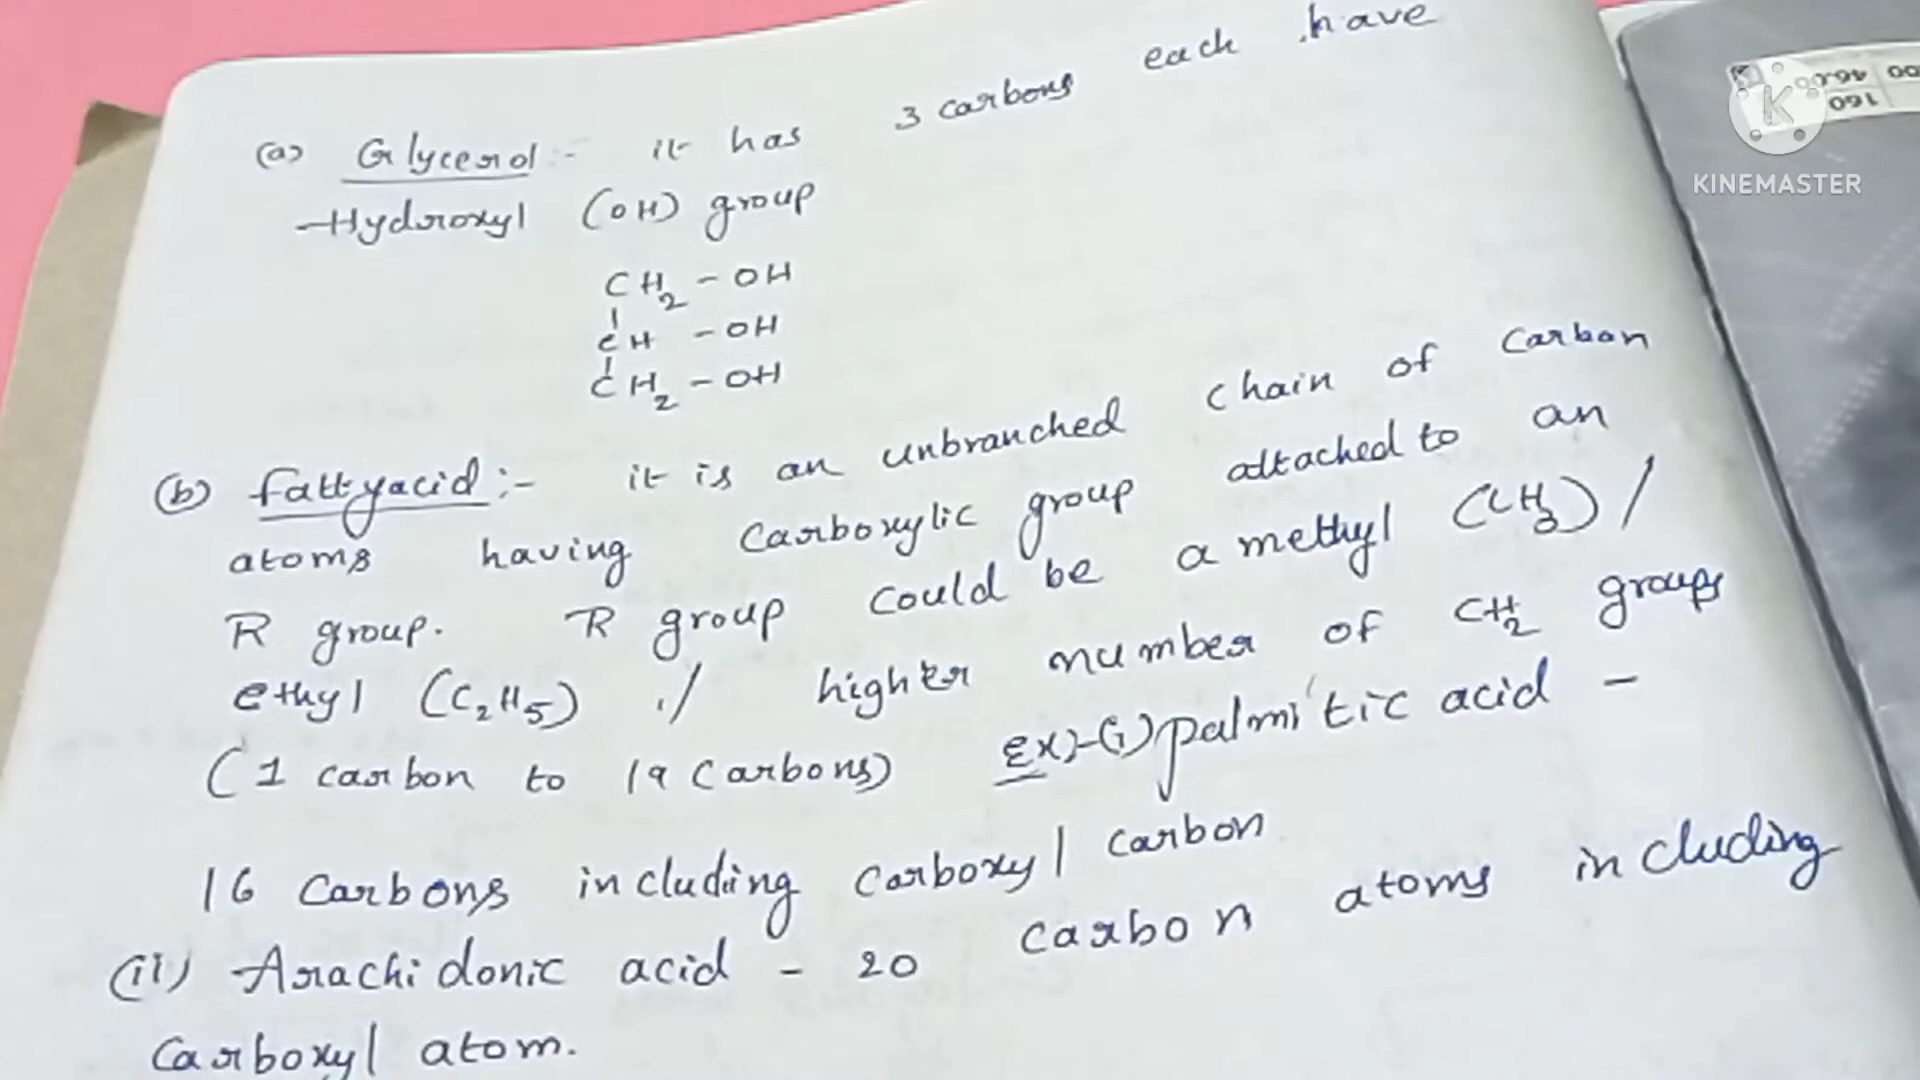 (a) Glycerol :- it has 3 carbons each have
Hydroxyl (OH) group
CH2 - OH
CH - OH
CH2 - OH
(b) fattyacid :- it is an unbranched chain of carbon
atoms having carboxylic group attached to an
R group. R group could be a methyl (CH3) /
ethyl (C2H5) / higher number of CH2 groups
(1 carbon to 19 carbons) Ex:-(i) palmitic acid -
16 carbons including carboxyl carbon
(ii) Arachidonic acid - 20 carbon atoms including
carboxyl atom.
KINEMASTER
160